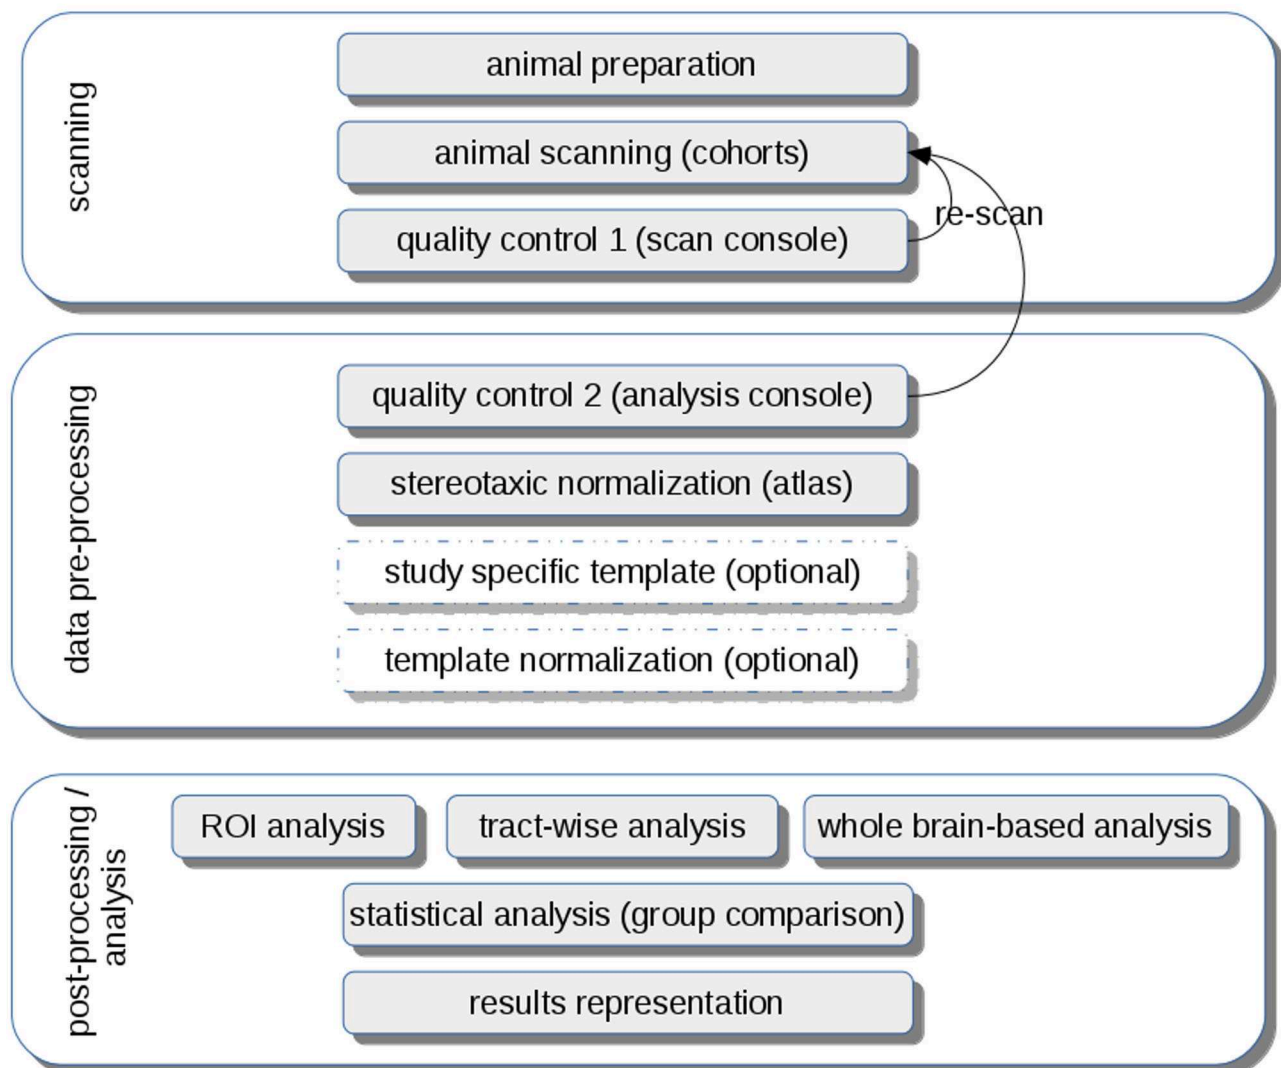 scanning
animal preparation
animal scanning (cohorts)
re-scan
quality control 1 (scan console)
data pre-processing
quality control 2 (analysis console)
stereotaxic normalization (atlas)
study specific template (optional)
template normalization (optional)
post-processing /
analysis
ROI analysis
tract-wise analysis
whole brain-based analysis
statistical analysis (group comparison)
results representation